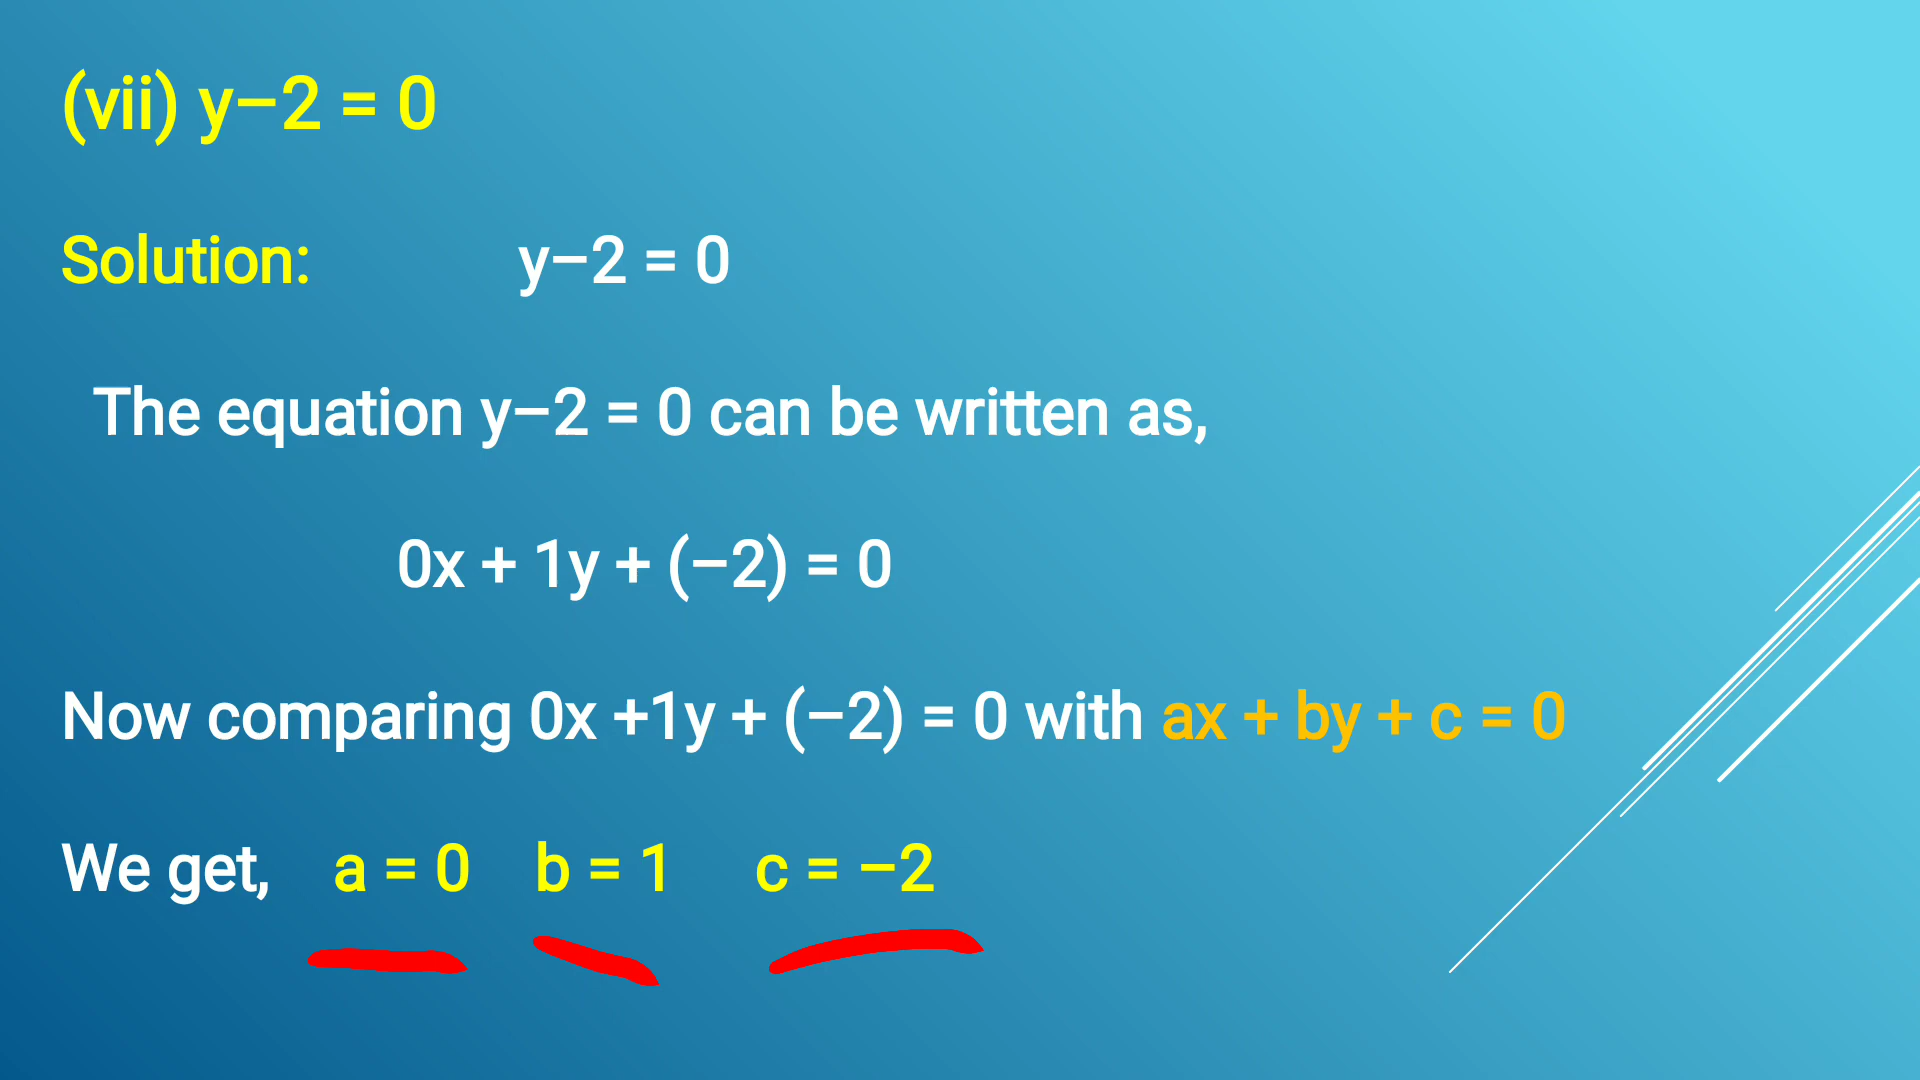 (vii) y–2 = 0
Solution: y–2 = 0
The equation y–2 = 0 can be written as,
0x + 1y + (–2) = 0
Now comparing 0x +1y + (–2) = 0 with ax + by + c = 0
We get, a = 0 b = 1 c = –2